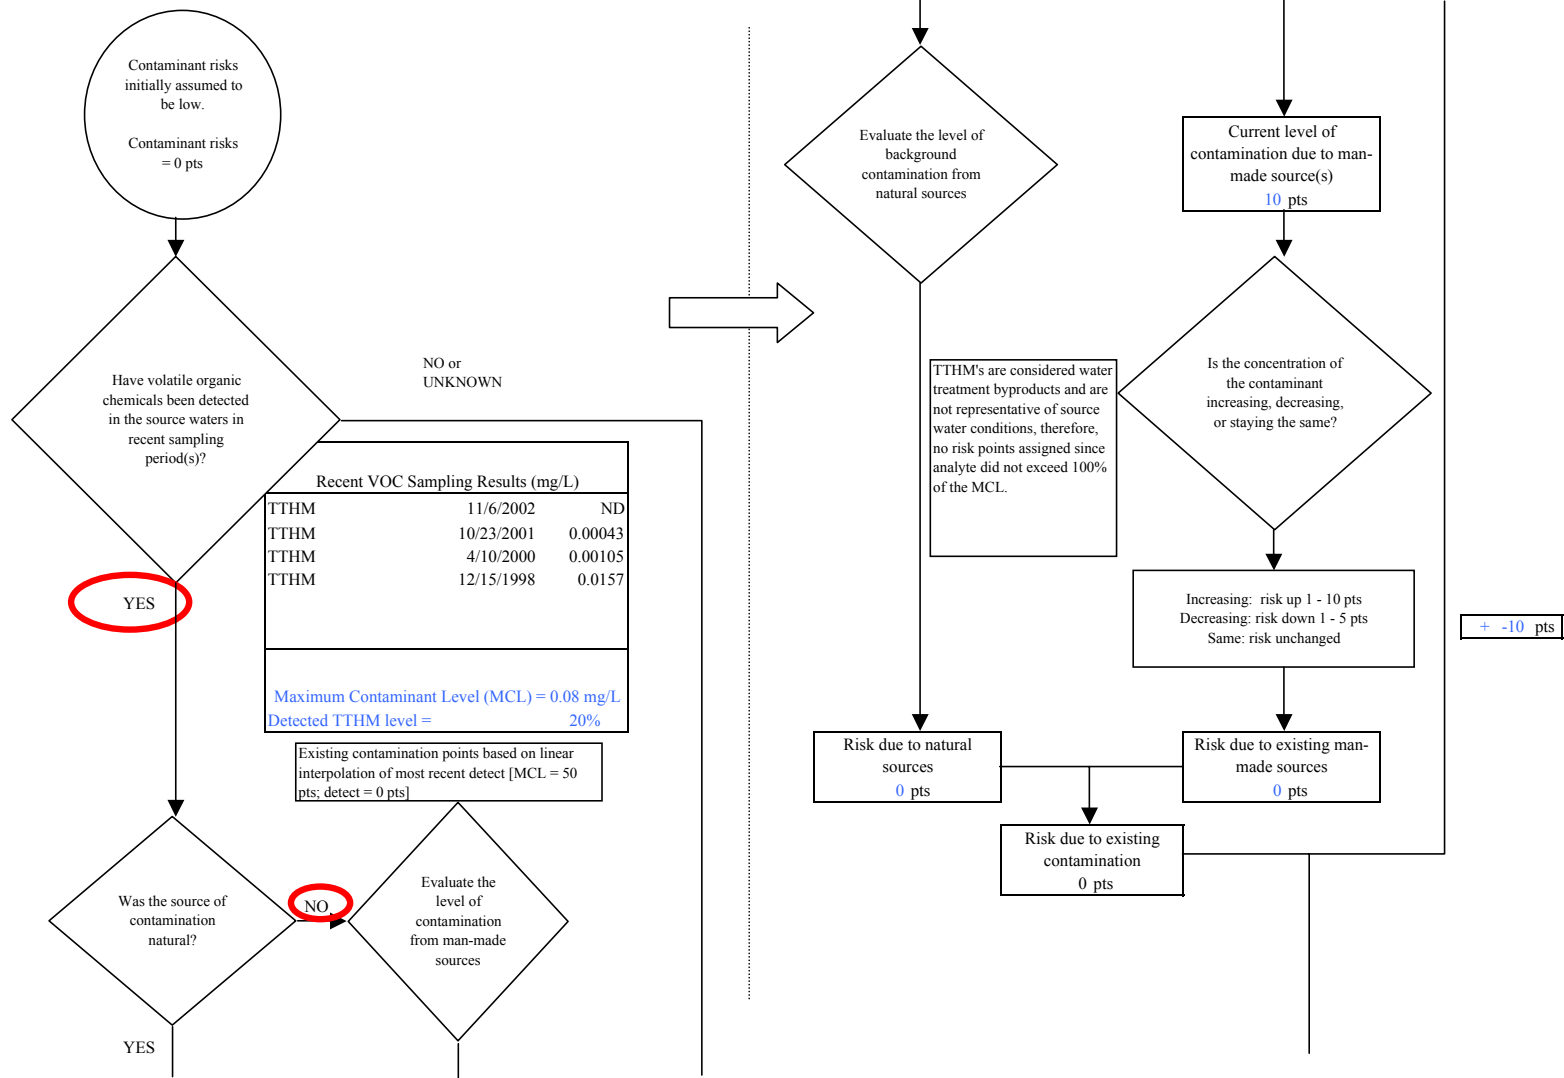 Contaminant risks
initially assumed to
be low.
Contaminant risks
= 0 pts
Have volatile organic
chemicals been detected
in the source waters in
recent sampling
period(s)?
NO or
UNKNOWN
Recent VOC Sampling Results (mg/L)
TTHM 11/6/2002 ND
TTHM 10/23/2001 0.00043
TTHM 4/10/2000 0.00105
TTHM 12/15/1998 0.0157
YES
Maximum Contaminant Level (MCL) = 0.08 mg/L
Detected TTHM level = 20%
Existing contamination points based on linear
interpolation of most recent detect [MCL = 50
pts; detect = 0 pts]
Was the source of
contamination
natural?
NO
Evaluate the
level of
contamination
from man-made
sources
YES
Evaluate the level of
background
contamination from
natural sources
Current level of
contamination due to man-
made source(s)
10 pts
TTHM's are considered water
treatment byproducts and are
not representative of source
water conditions, therefore,
no risk points assigned since
analyte did not exceed 100%
of the MCL.
Is the concentration of
the contaminant
increasing, decreasing,
or staying the same?
Increasing: risk up 1 - 10 pts
Decreasing: risk down 1 - 5 pts
Same: risk unchanged
+ -10 pts
Risk due to natural
sources
0 pts
Risk due to existing man-
made sources
0 pts
Risk due to existing
contamination
0 pts